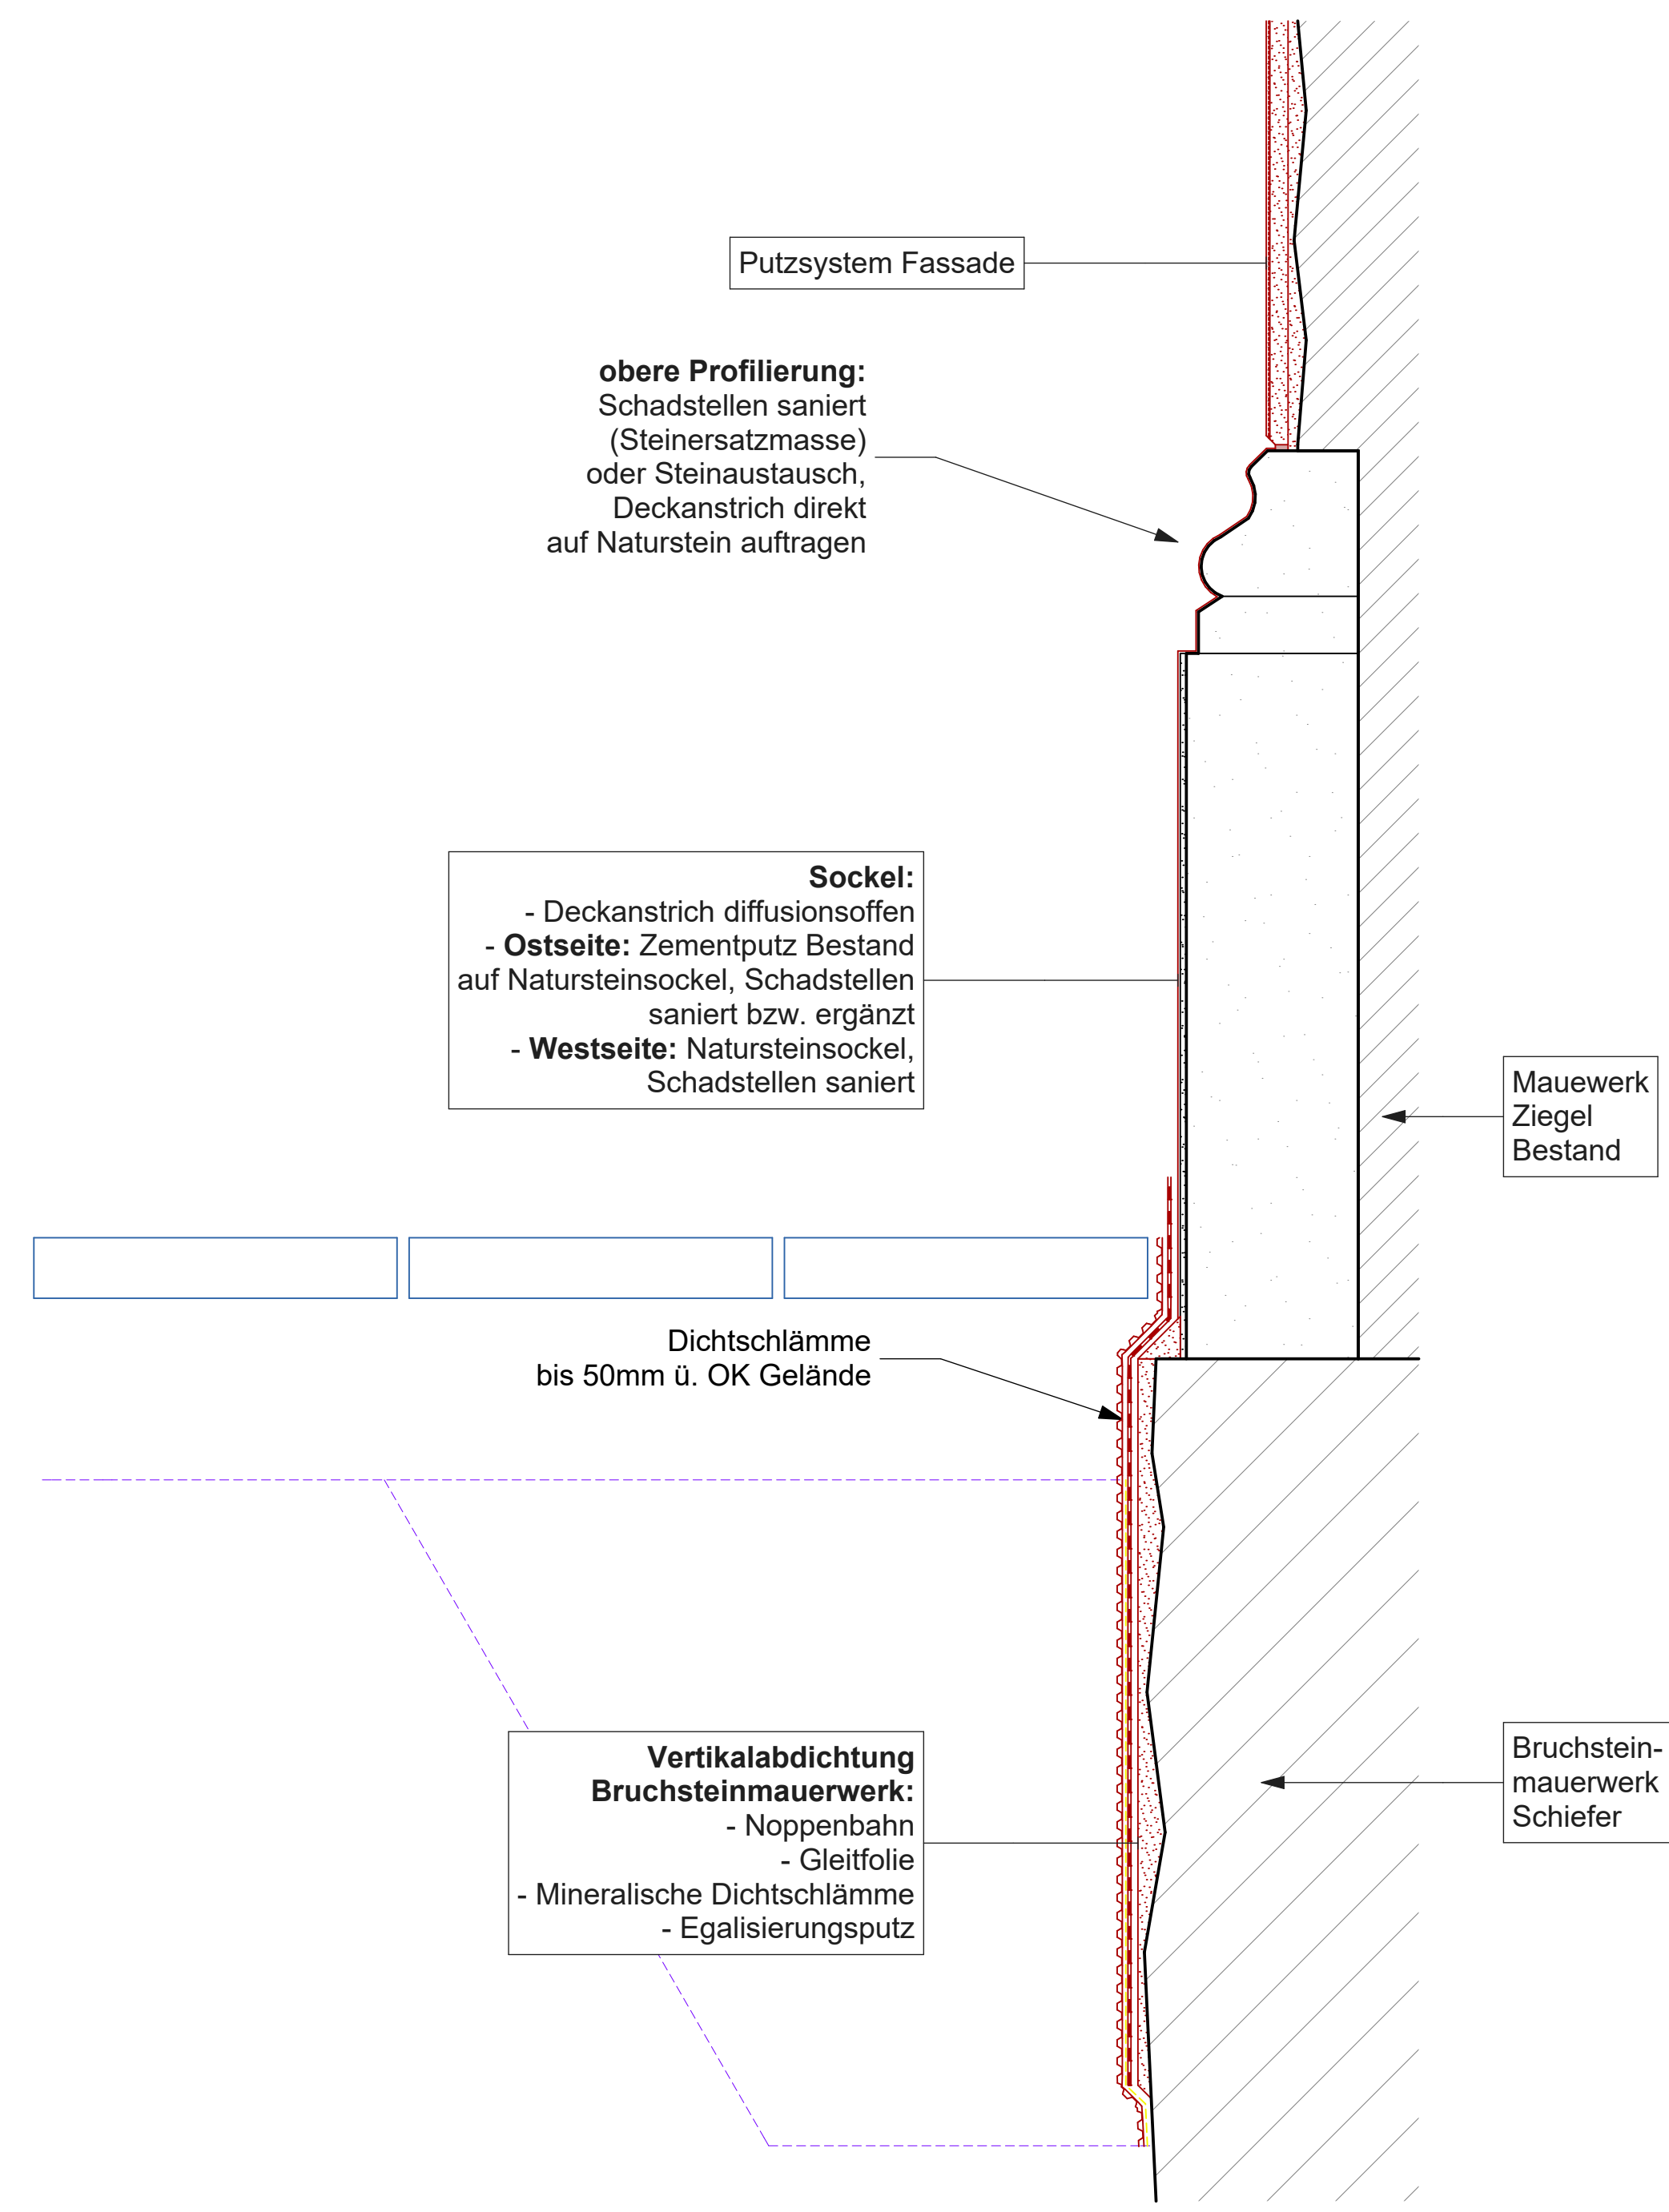 Putzsystem Fassade
obere Profilierung:
Schadstellen saniert
(Steinersatzmasse)
oder Steinaustausch,
Deckanstrich direkt
auf Naturstein auftragen
Sockel:
- Deckanstrich diffusionsoffen
- Ostseite: Zementputz Bestand
auf Natursteinsockel, Schadstellen
saniert bzw. ergänzt
- Westseite: Natursteinsockel,
Schadstellen saniert
Mauewerk
Ziegel
Bestand
Dichtschlämme
bis 50mm ü. OK Gelände
Vertikalabdichtung
Bruchsteinmauerwerk:
- Noppenbahn
- Gleitfolie
- Mineralische Dichtschlämme
- Egalisierungsputz
Bruchstein-
mauerwerk
Schiefer